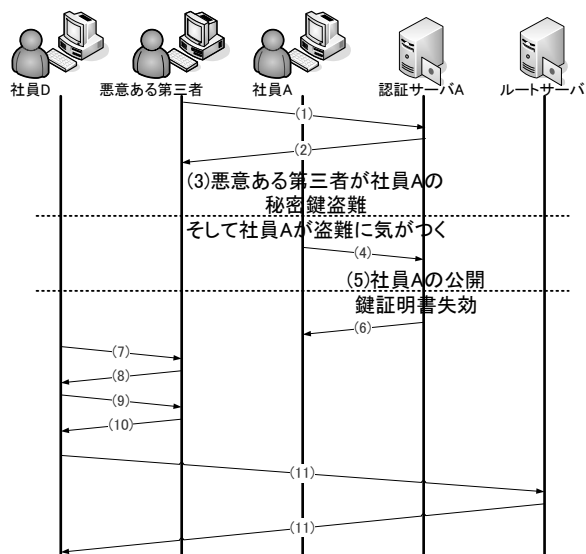 社員D
悪意ある第三者
社員A
認証サーバA
ルートサーバ
(1)
(2)
(3)悪意ある第三者が社員Aの
秘密鍵盗難
そして社員Aが盗難に気がつく
(4)
(5)社員Aの公開
鍵証明書失効
(6)
(7)
(8)
(9)
(10)
(11)
(11)